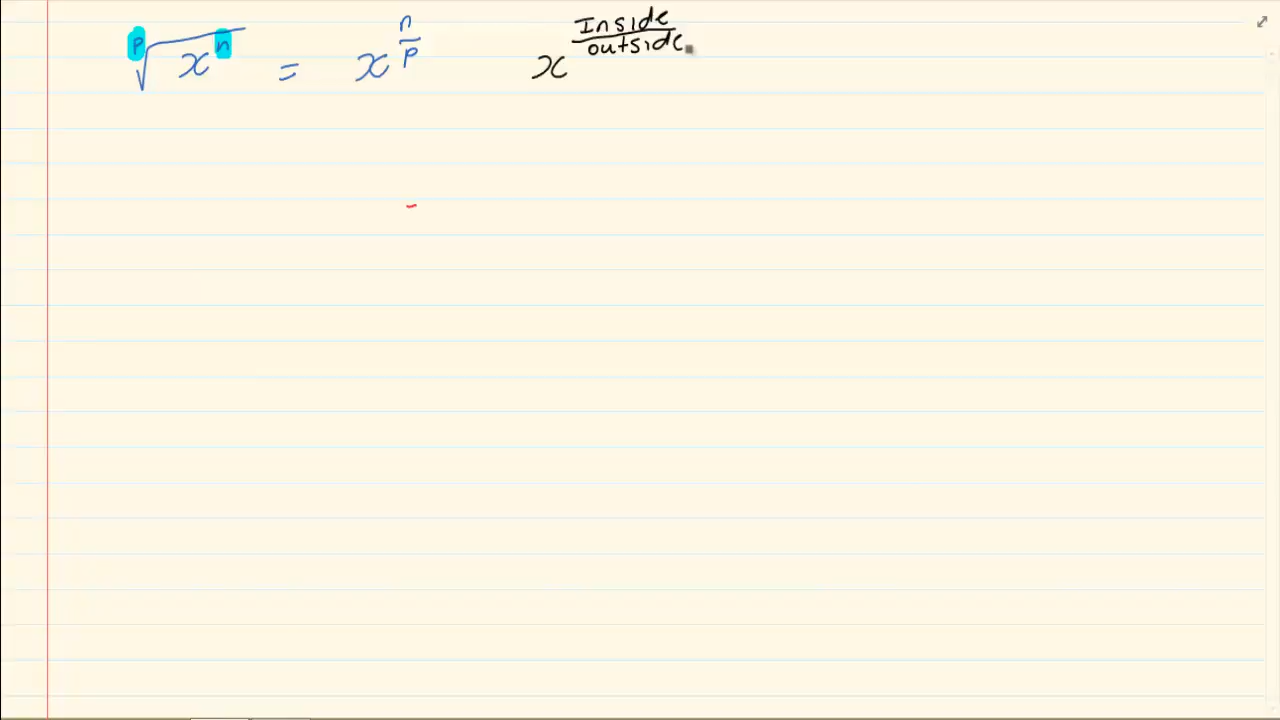 ᵖ√xⁿ = x^(n/p) x^(Inside/outside)